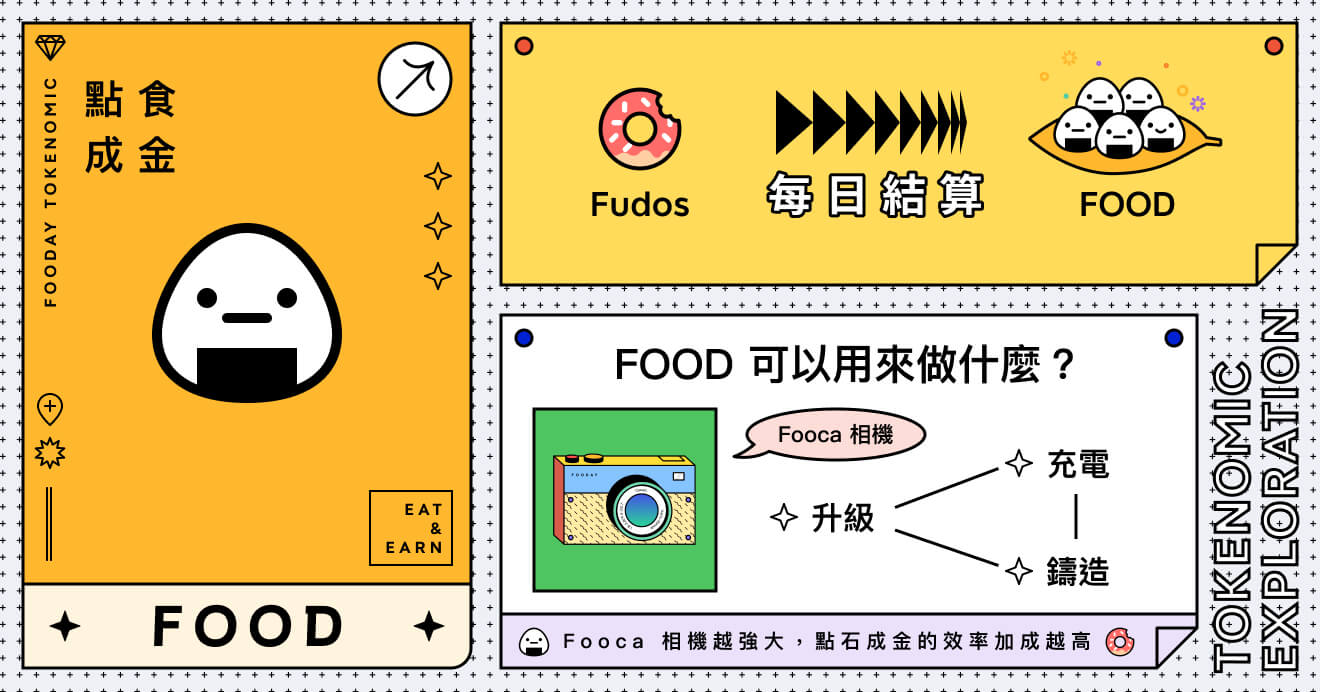 FOODAY TOKENOMIC
點食
成金
EAT
&
EARN
FOOD
Fudos
每日結算
FOOD
FOOD 可以用來做什麼？
FOODAY
Fooca 相機
升級
充電
鑄造
Fooca 相機越強大，點石成金的效率加成越高
TOKENOMIC
EXPLORATION